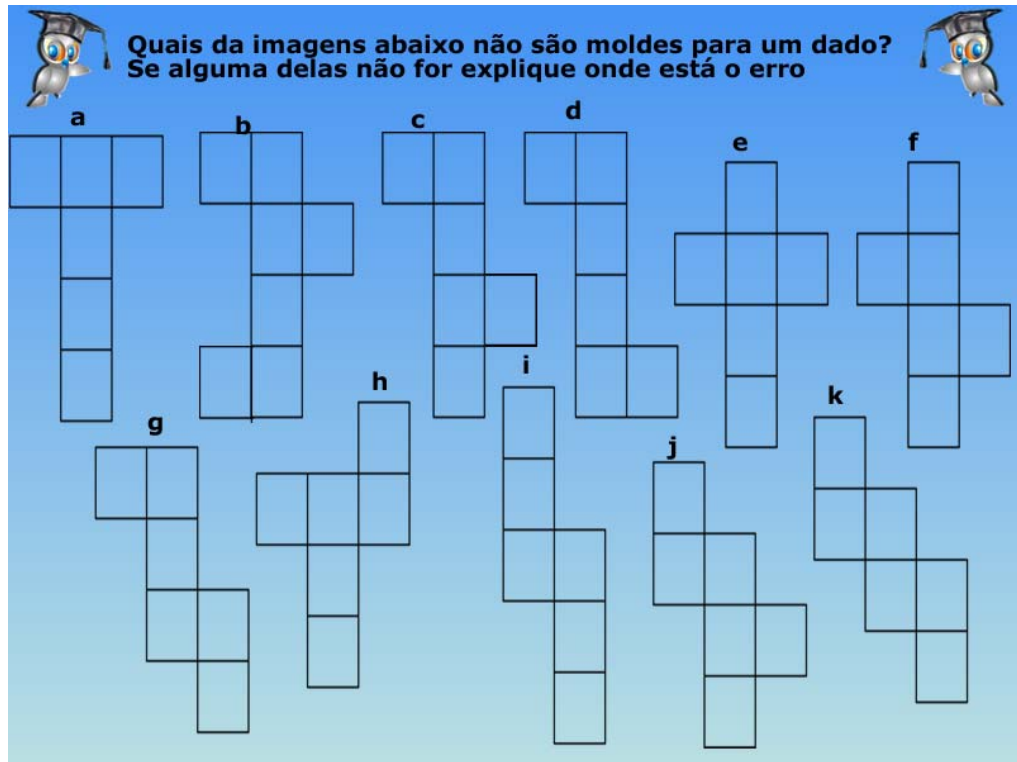 Quais da imagens abaixo não são moldes para um dado?
Se alguma delas não for explique onde está o erro
a
b
c
d
e
f
g
h
i
j
k